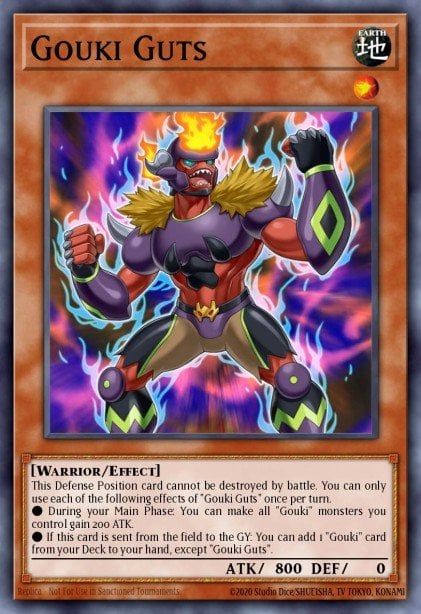 Gouki Guts
EARTH
地
[Warrior/Effect]
This Defense Position card cannot be destroyed by battle. You can only
use each of the following effects of "Gouki Guts" once per turn.
● During your Main Phase: You can make all "Gouki" monsters you
control gain 200 ATK.
● If this card is sent from the field to the GY: You can add 1 "Gouki" card
from your Deck to your hand, except "Gouki Guts".
ATK/ 800 DEF/ 0
Replica - Not For Use in Sanctioned Tournaments
©2020 Studio Dice/SHUEISHA, TV TOKYO, KONAMI